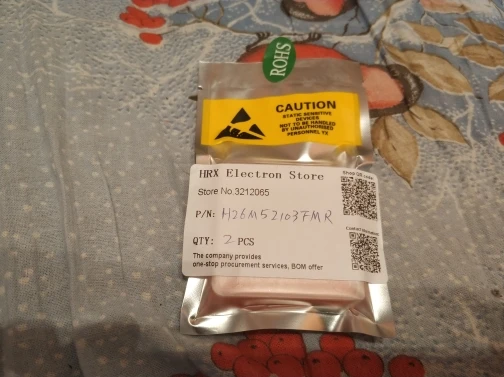 ROHS
CAUTION
STATIC SENSITIVE
DEVICES
NOT TO BE HANDLED
BY UNAUTHORISED
PERSONNEL
HRX Electron Store
Store No.3212065
P/N: H26M52103FMR
QTY: 2 PCS
The company provides
one-stop procurement services, BOM offer